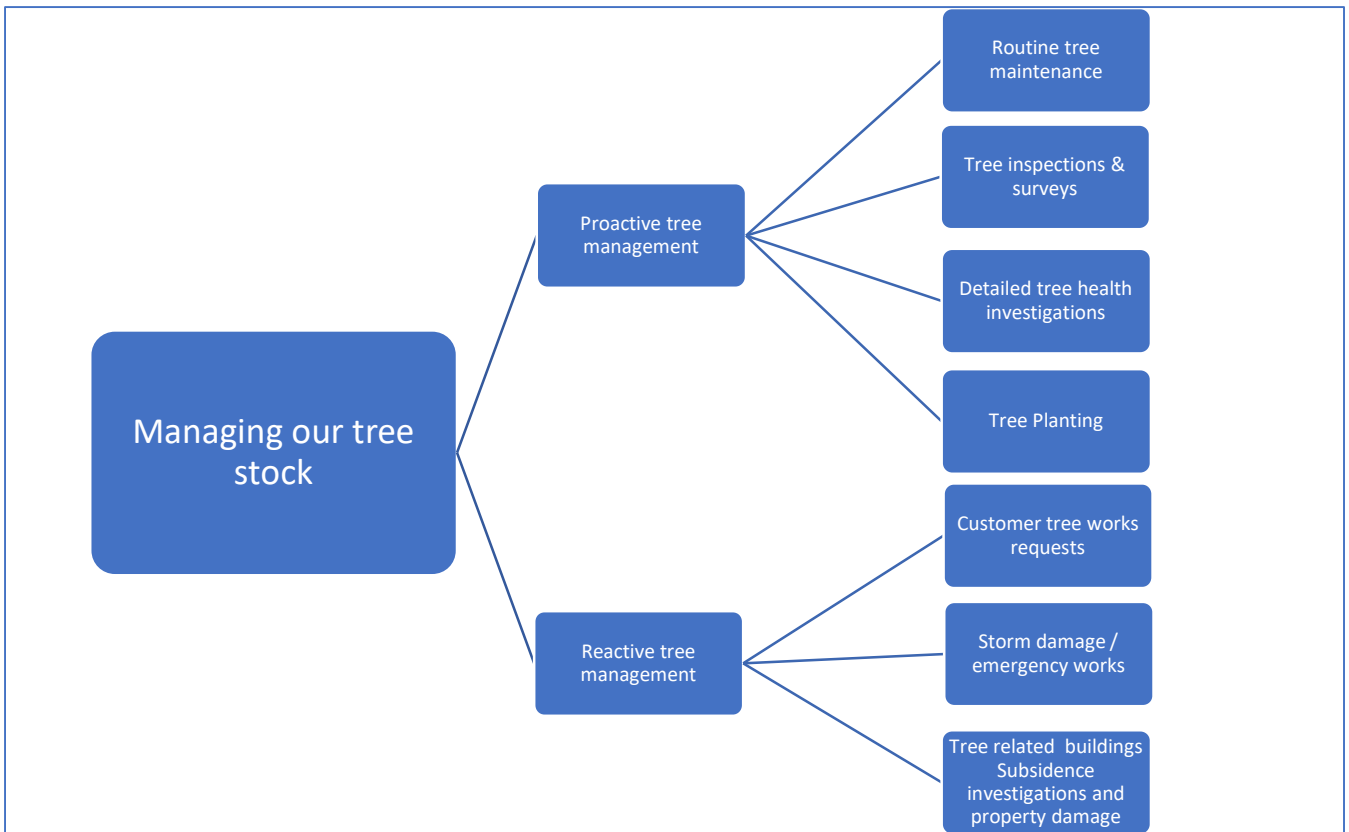 Managing our tree
stock
Proactive tree
management
Routine tree
maintenance
Tree inspections &
surveys
Detailed tree health
investigations
Tree Planting
Reactive tree
management
Customer tree works
requests
Storm damage /
emergency works
Tree related  buildings
Subsidence
investigations and
property damage